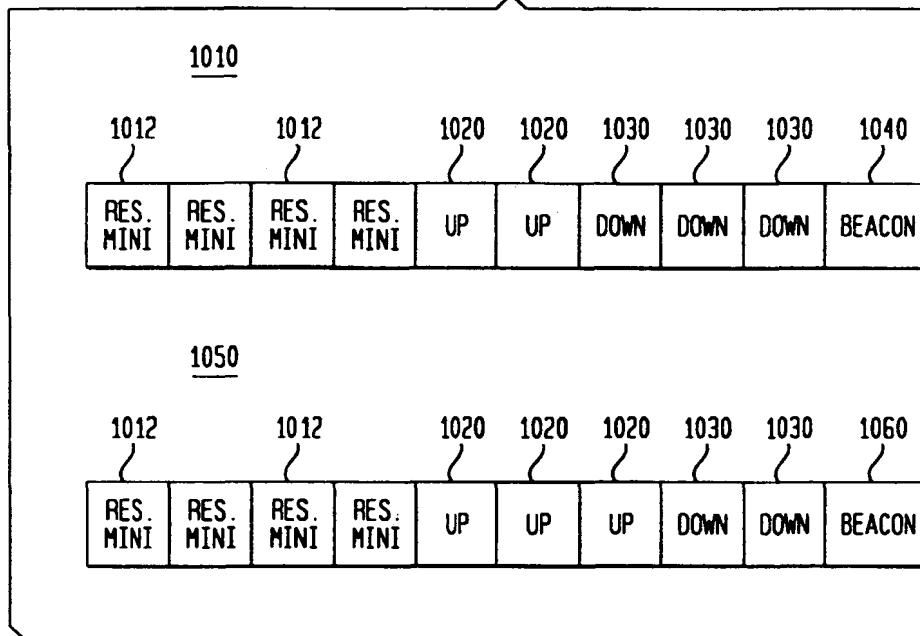 1010
1012 1012 1020 1020 1030 1030 1030 1040
RES. MINI RES. MINI RES. MINI RES. MINI UP UP DOWN DOWN DOWN BEACON
1050
1012 1012 1020 1020 1020 1030 1030 1060
RES. MINI RES. MINI RES. MINI RES. MINI UP UP UP DOWN DOWN BEACON